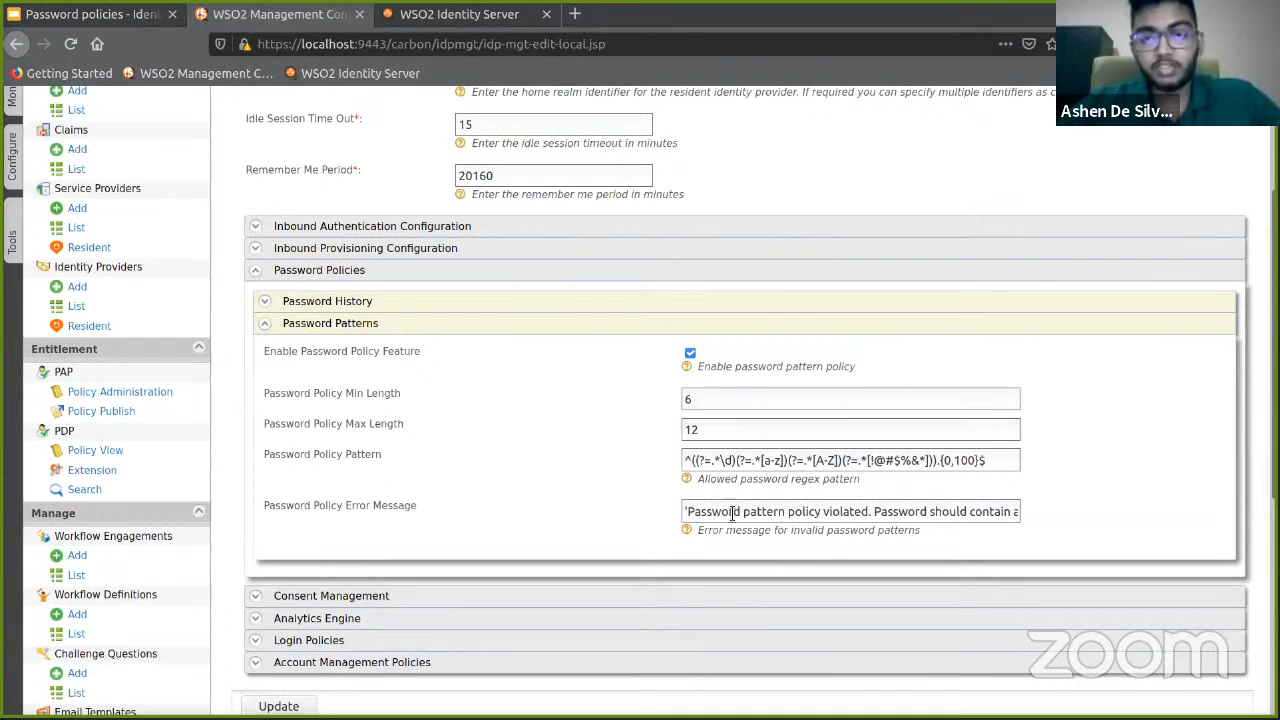 Password policies - Iden
WSO2 Management Con
WSO2 Identity Server
https://localhost:9443/carbon/idpmgt/idp-mgt-edit-local.jsp
Getting Started
WSO2 Management C...
WSO2 Identity Server
Ashen De Silv...
Mon
Configure
Tools
Add
List
Claims
Add
List
Service Providers
Add
List
Resident
Identity Providers
Add
List
Resident
Entitlement
PAP
Policy Administration
Policy Publish
PDP
Policy View
Extension
Search
Manage
Workflow Engagements
Add
List
Workflow Definitions
Add
List
Challenge Questions
Add
List
Email Templates
Enter the home realm identifier for the resident identity provider. If required you can specify multiple identifiers as c
Idle Session Time Out*:
15
Enter the idle session timeout in minutes
Remember Me Period*:
20160
Enter the remember me period in minutes
Inbound Authentication Configuration
Inbound Provisioning Configuration
Password Policies
Password History
Password Patterns
Enable Password Policy Feature
Enable password pattern policy
Password Policy Min Length
6
Password Policy Max Length
12
Password Policy Pattern
^((?=.*\d)(?=.*[a-z])(?=.*[A-Z])(?=.*[!@#$%&*])).{0,100}$
Allowed password regex pattern
Password Policy Error Message
'Password pattern policy violated. Password should contain a
Error message for invalid password patterns
Consent Management
Analytics Engine
Login Policies
Account Management Policies
Update
zoom